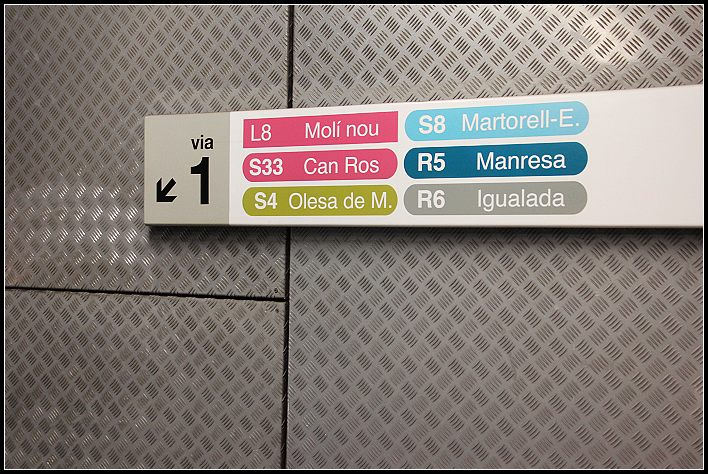 via
1
L8 Molí nou
S33 Can Ros
S4 Olesa de M.
S8 Martorell-E.
R5 Manresa
R6 Igualada